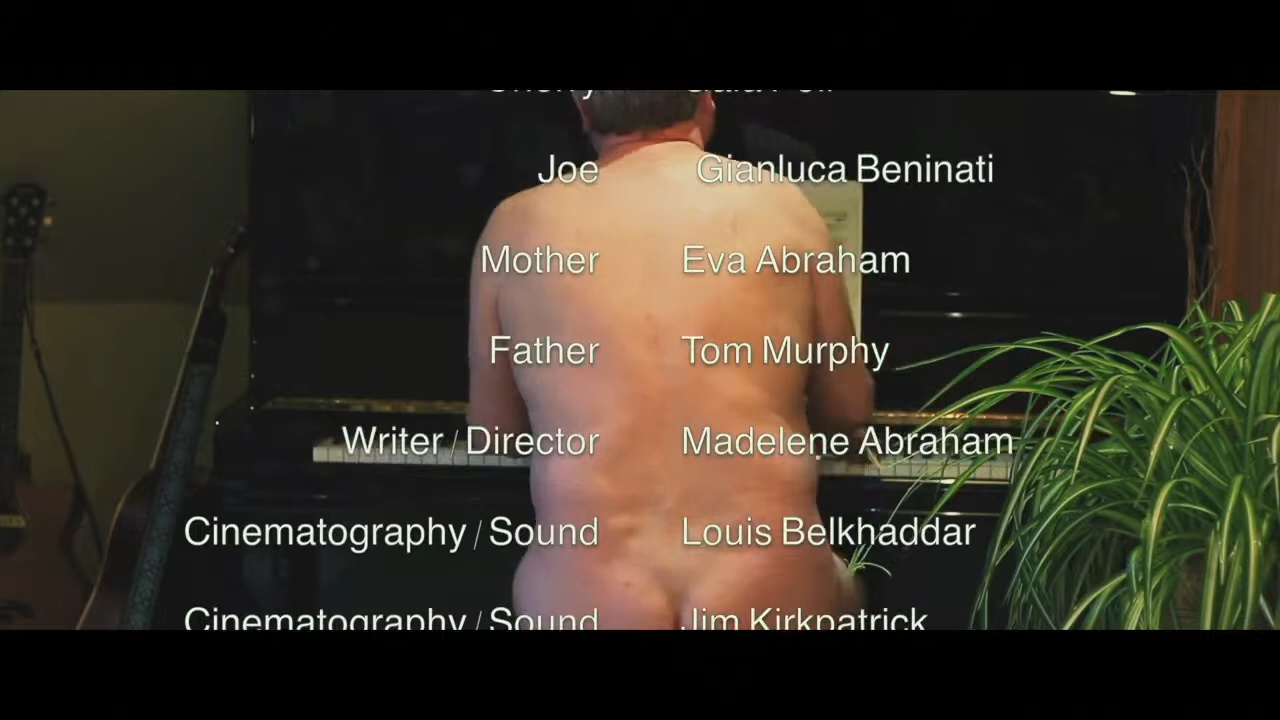 Joe Gianluca Beninati
Mother Eva Abraham
Father Tom Murphy
Writer / Director Madelene Abraham
Cinematography / Sound Louis Belkhaddar
Cinematography / Sound Jim Kirkpatrick